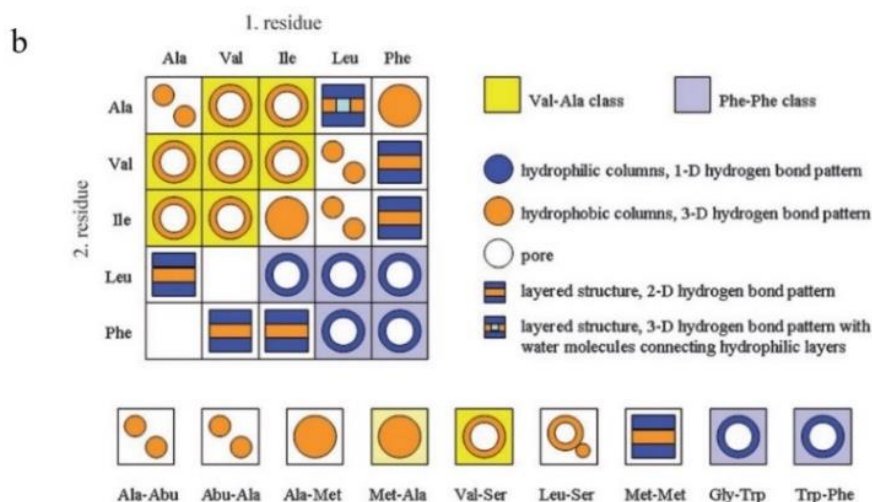 b
1. residue
Ala Val Ile Leu Phe
2. residue
Ala
Val
Ile
Leu
Phe
Val-Ala class
Phe-Phe class
hydrophilic columns, 1-D hydrogen bond pattern
hydrophobic columns, 3-D hydrogen bond pattern
pore
layered structure, 2-D hydrogen bond pattern
layered structure, 3-D hydrogen bond pattern with
water molecules connecting hydrophilic layers
Ala-Abu Abu-Ala Ala-Met Met-Ala Val-Ser Leu-Ser Met-Met Gly-Trp Trp-Phe